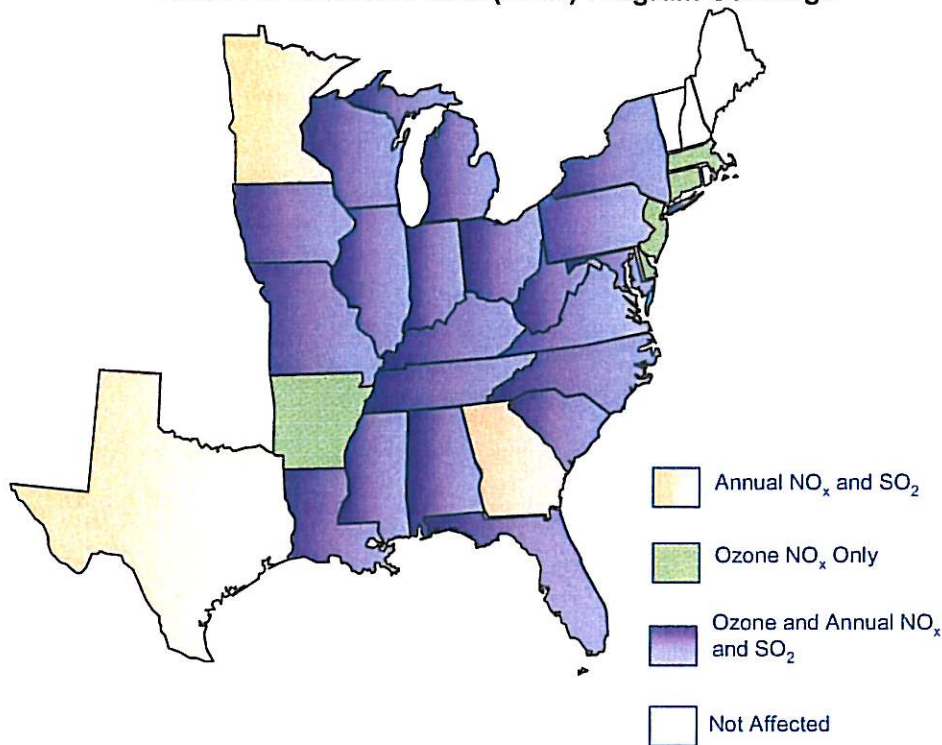 Annual NOₓ and SO₂
Ozone NOₓ Only
Ozone and Annual NOₓ
and SO₂
Not Affected